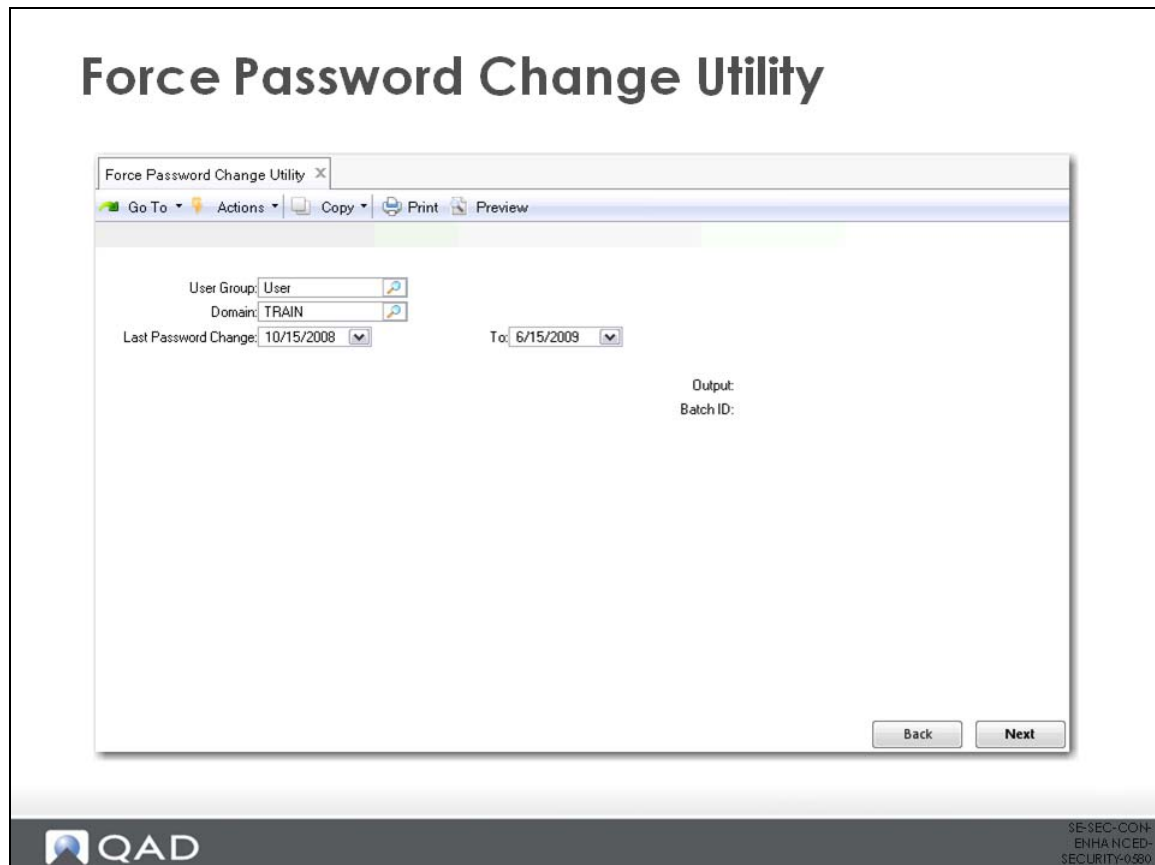 Force Password Change Utility
Force Password Change Utility X
Go To Actions Copy Print Preview
User Group: User
Domain: TRAIN
Last Password Change: 10/15/2008 To: 6/15/2009
Output:
Batch ID:
Back Next
QAD
SE-SEC-CON-
ENHANCED-
SECURITY-0580